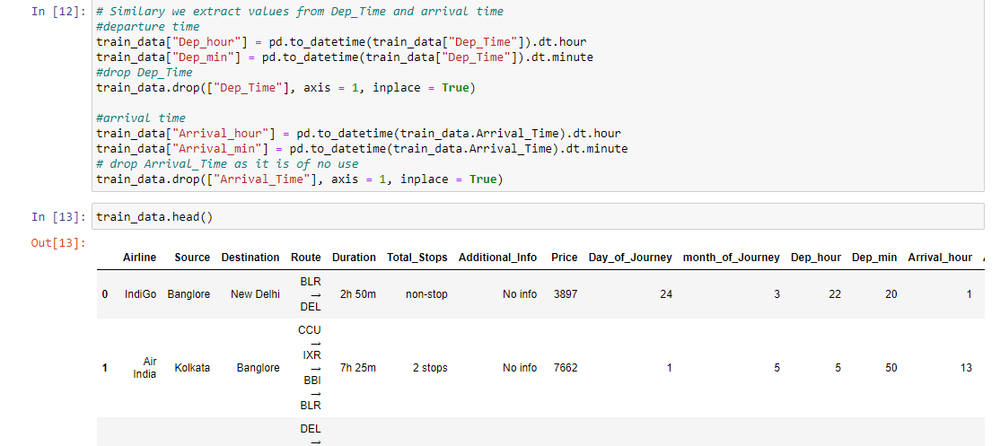 In [12]: # Similary we extract values from Dep_Time and arrival time
#departure time
train_data["Dep_hour"] = pd.to_datetime(train_data["Dep_Time"]).dt.hour
train_data["Dep_min"] = pd.to_datetime(train_data["Dep_Time"]).dt.minute
#drop Dep_Time
train_data.drop(["Dep_Time"], axis = 1, inplace = True)
#arrival time
train_data["Arrival_hour"] = pd.to_datetime(train_data.Arrival_Time).dt.hour
train_data["Arrival_min"] = pd.to_datetime(train_data.Arrival_Time).dt.minute
# drop Arrival_Time as it is of no use
train_data.drop(["Arrival_Time"], axis = 1, inplace = True)
In [13]: train_data.head()
Out[13]:
Airline Source Destination Route Duration Total_Stops Additional_Info Price Day_of_Journey month_of_Journey Dep_hour Dep_min Arrival_hour
0 IndiGo Banglore New Delhi BLR → DEL 2h 50m non-stop No info 3897 24 3 22 20 1
1 Air India Kolkata Banglore CCU → IXR → BBI → BLR 7h 25m 2 stops No info 7662 1 5 5 50 13
DEL →